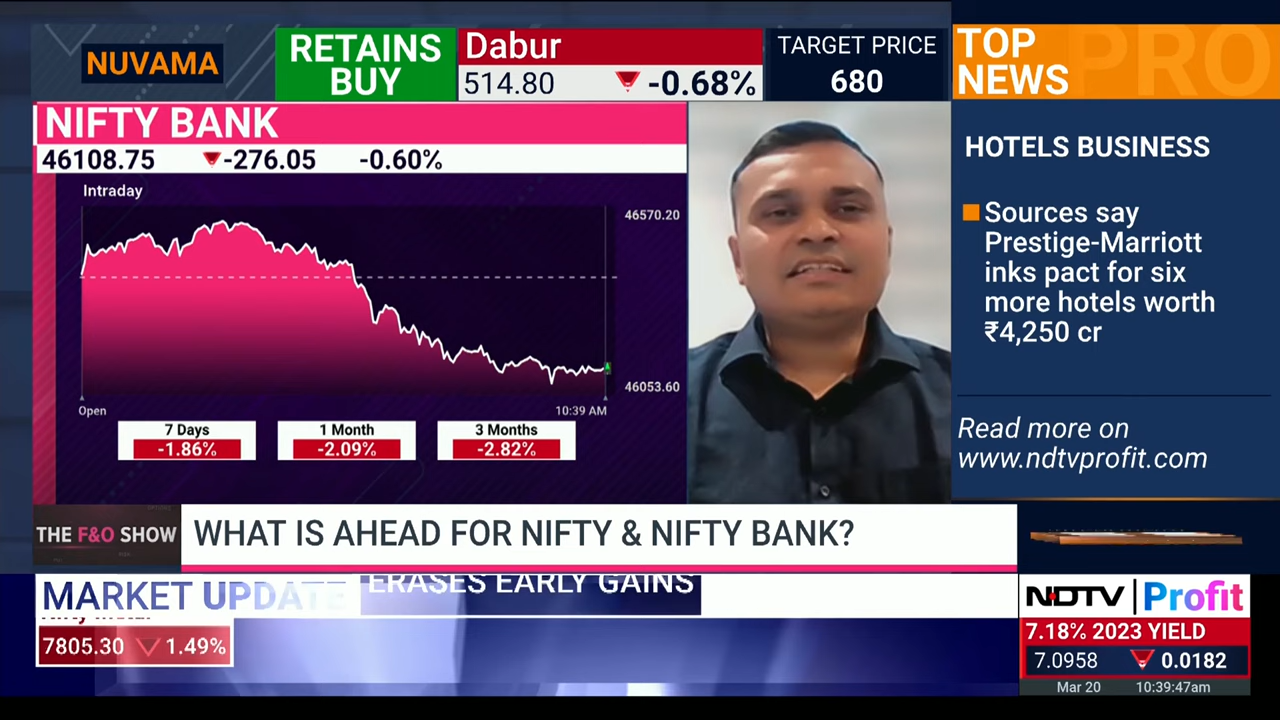 NUVAMA
RETAINS
BUY
Dabur
514.80 -0.68%
TARGET PRICE
680
TOP
NEWS
PRO
NIFTY BANK
46108.75 -276.05 -0.60%
Intraday
46570.20
46053.60
Open
10:39 AM
7 Days
-1.86%
1 Month
-2.09%
3 Months
-2.82%
HOTELS BUSINESS
Sources say
Prestige-Marriott
inks pact for six
more hotels worth
₹4,250 cr
Read more on
www.ndtvprofit.com
THE F&O SHOW
WHAT IS AHEAD FOR NIFTY & NIFTY BANK?
MARKET UPDATE
ERASES EARLY GAINS
7805.30 1.49%
NDTV Profit
7.18% 2023 YIELD
7.0958 0.0182
Mar 20 10:39:47am